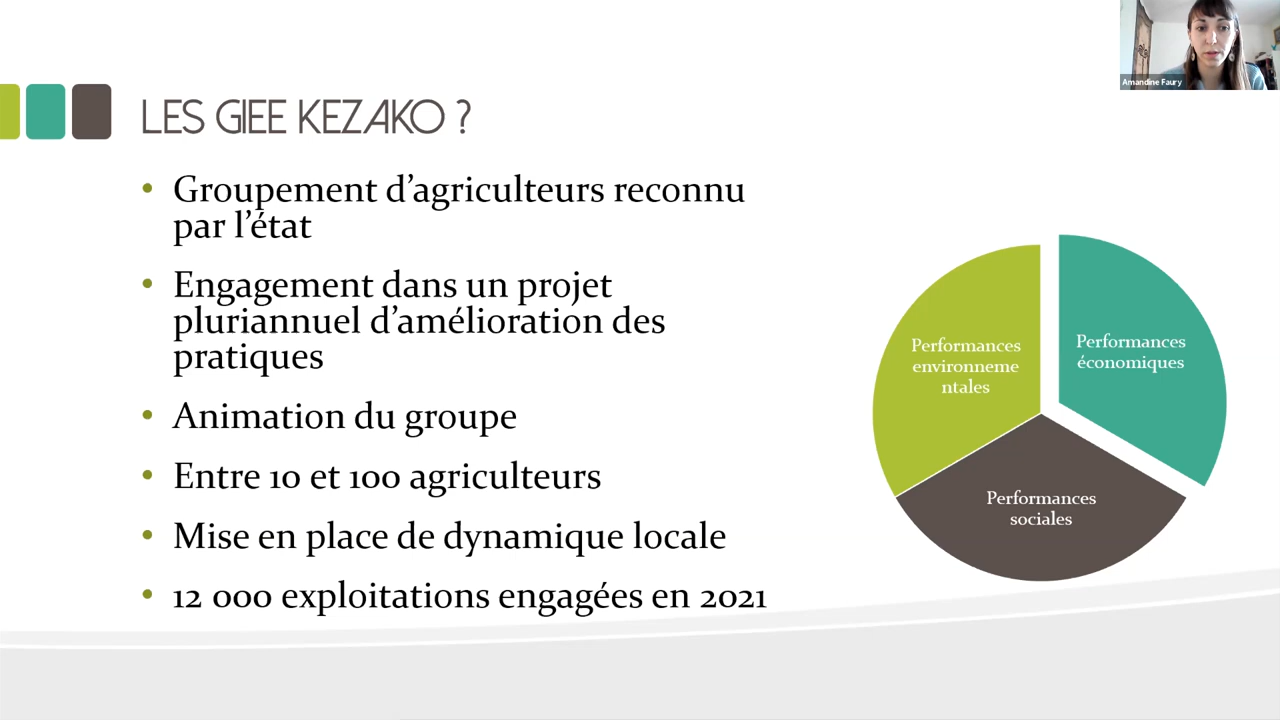 Amandine Faury
LES GIEE KEZAKO ?
• Groupement d’agriculteurs reconnu
par l’état
• Engagement dans un projet
pluriannuel d’amélioration des
pratiques
• Animation du groupe
• Entre 10 et 100 agriculteurs
• Mise en place de dynamique locale
• 12 000 exploitations engagées en 2021
Performances
environneme
ntales
Performances
économiques
Performances
sociales